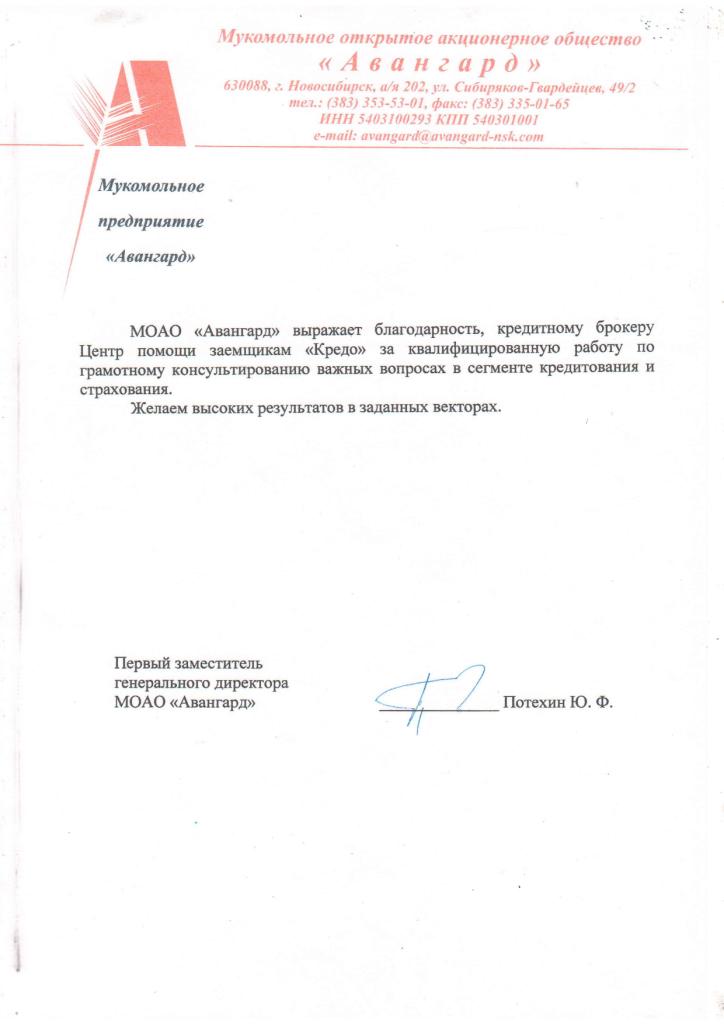 Мукомольное открытое акционерное общество
« А в а н г а р д »
630088, г. Новосибирск, а/я 202, ул. Сибиряков-Гвардейцев, 49/2
тел.: (383) 353-53-01, факс: (383) 335-01-65
ИНН 5403100293 КПП 540301001
e-mail: avangard@avangard-nsk.com
Мукомольное
предприятие
«Авангард»
МОАО «Авангард» выражает благодарность, кредитному брокеру
Центр помощи заемщикам «Кредо» за квалифицированную работу по
грамотному консультированию важных вопросах в сегменте кредитования и
страхования.
Желаем высоких результатов в заданных векторах.
Первый заместитель
генерального директора
МОАО «Авангард» ______________ Потехин Ю. Ф.